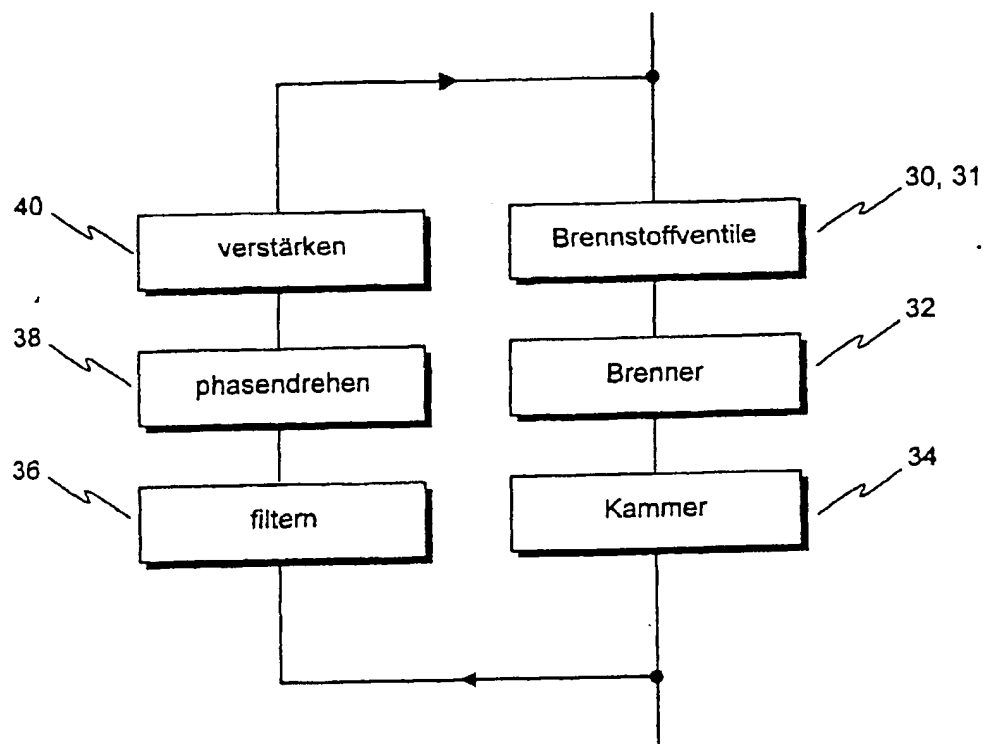 30, 31
40
verstärken
Brennstoffventile
38
32
phasendrehen
Brenner
36
34
filtern
Kammer